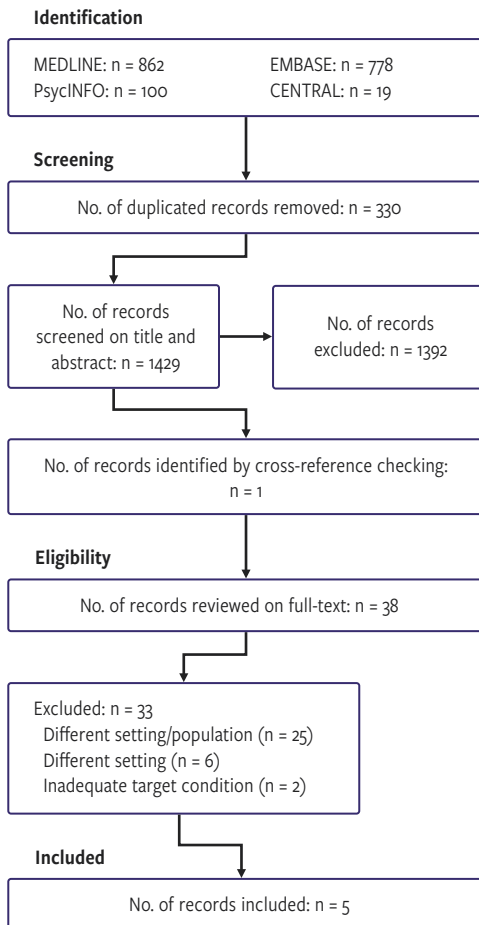 Identification
MEDLINE: n = 862 EMBASE: n = 778
PsycINFO: n = 100 CENTRAL: n = 19
Screening
No. of duplicated records removed: n = 330
No. of records
screened on title and
abstract: n = 1429
No. of records
excluded: n = 1392
No. of records identified by cross-reference checking:
n = 1
Eligibility
No. of records reviewed on full-text: n = 38
Excluded: n = 33
Different setting/population (n = 25)
Different setting (n = 6)
Inadequate target condition (n = 2)
Included
No. of records included: n = 5